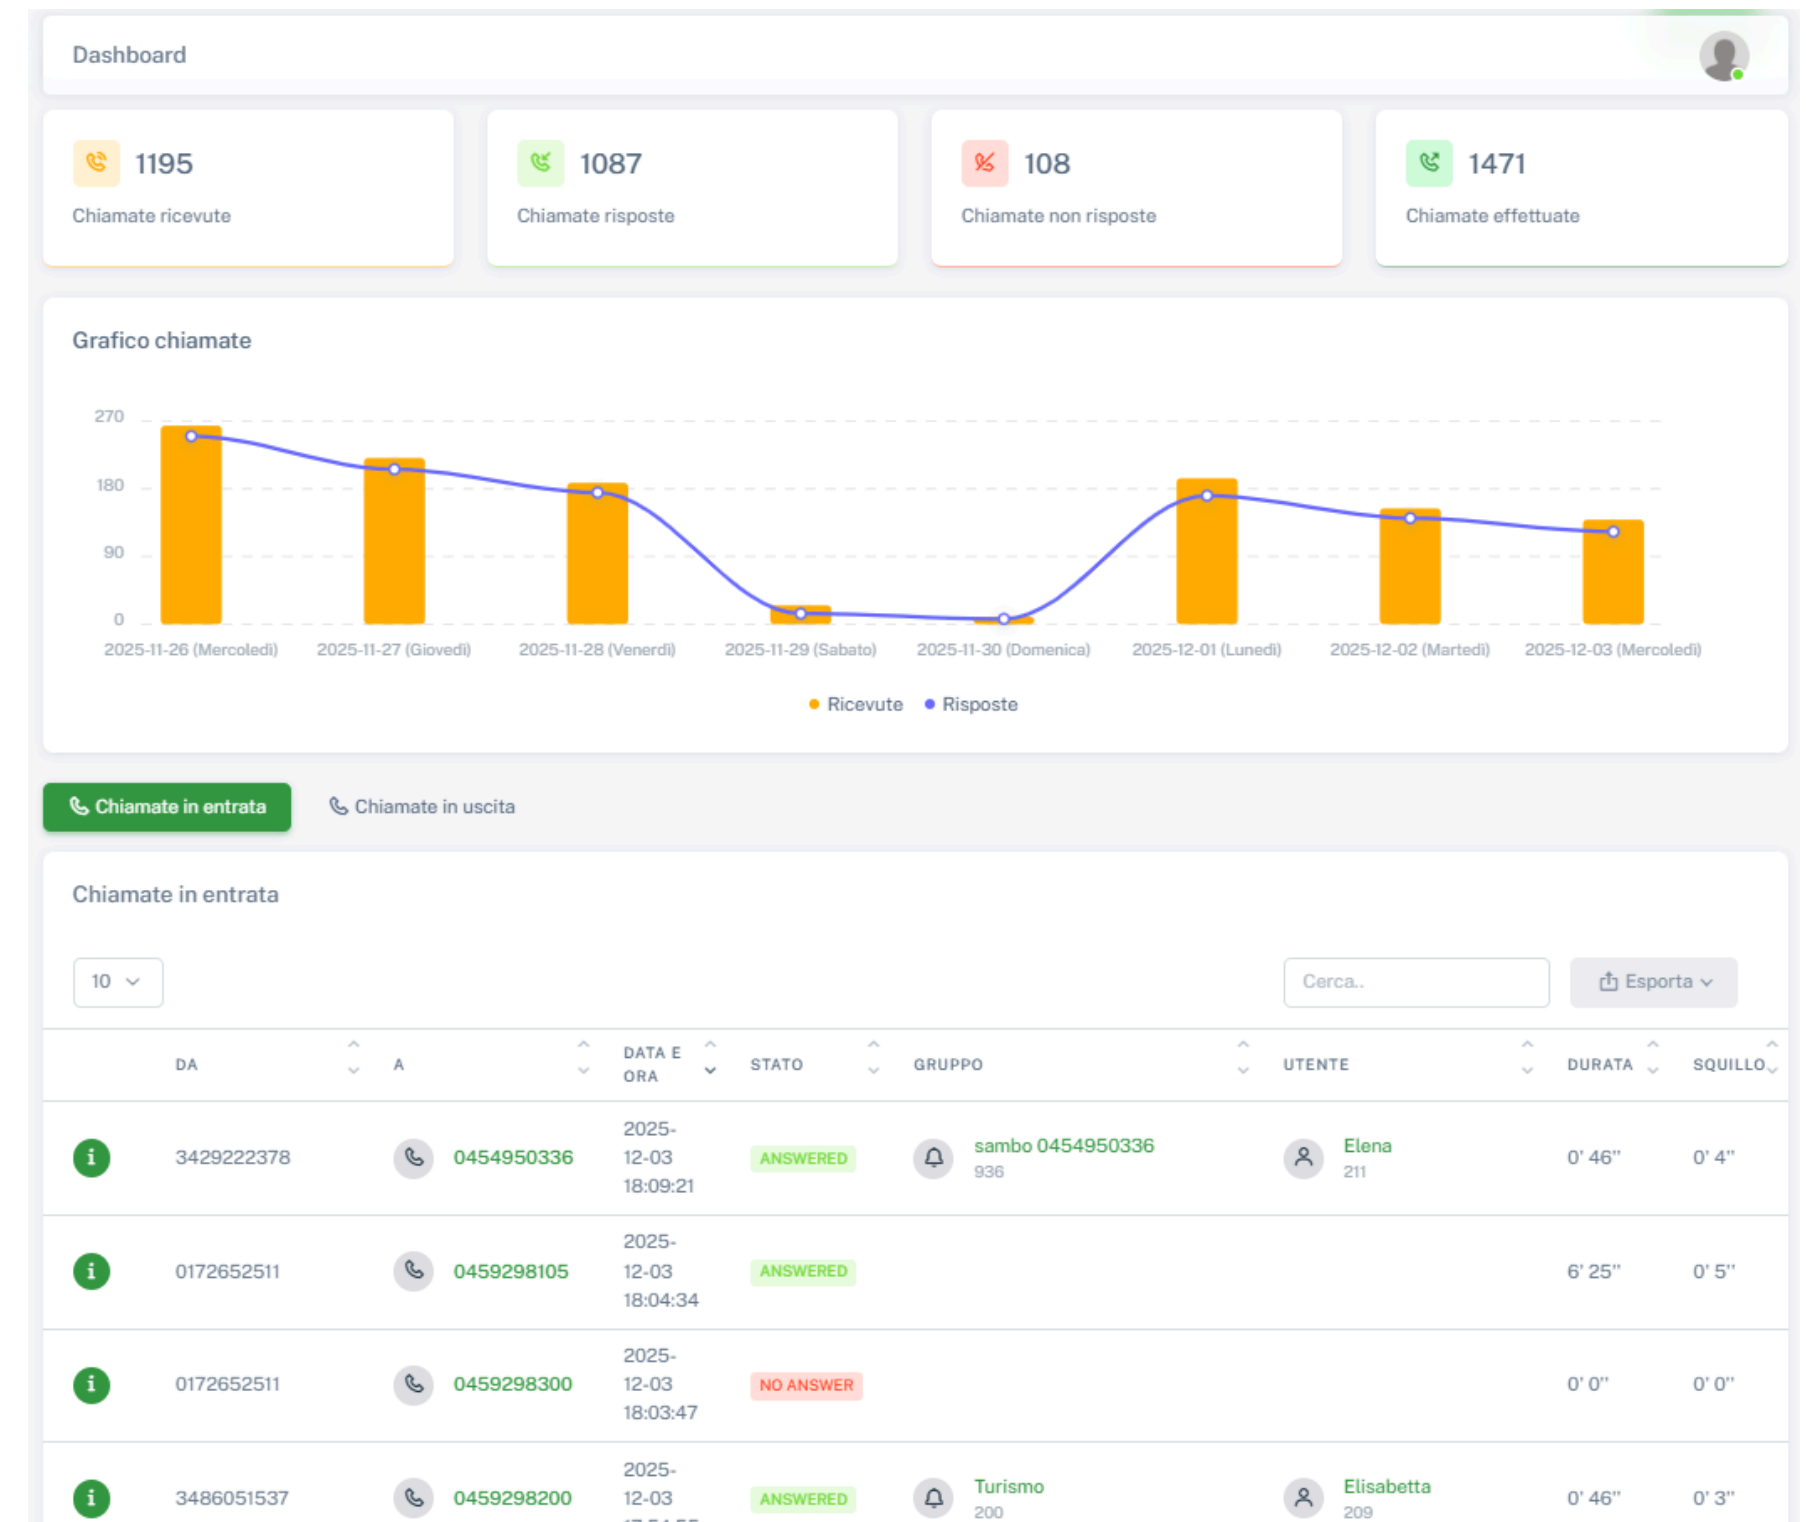 Dashboard
1195
Chiamate ricevute
1087
Chiamate risposte
108
Chiamate non risposte
1471
Chiamate effettuate
Grafico chiamate
270
180
90
0
2025-11-26 (Mercoledì) 2025-11-27 (Giovedì) 2025-11-28 (Venerdì) 2025-11-29 (Sabato) 2025-11-30 (Domenica) 2025-12-01 (Lunedì) 2025-12-02 (Martedì) 2025-12-03 (Mercoledì)
Ricevute Risposte
Chiamate in entrata Chiamate in uscita
Chiamate in entrata
10 Cerca.. Esporta
DA A DATA E ORA STATO GRUPPO UTENTE DURATA SQUILLO
3429222378 0454950336 2025-12-03 18:09:21 ANSWERED sambo 0454950336 936 Elena 211 0' 46'' 0' 4''
0172652511 0459298105 2025-12-03 18:04:34 ANSWERED 6' 25'' 0' 5''
0172652511 0459298300 2025-12-03 18:03:47 NO ANSWER 0' 0'' 0' 0''
3486051537 0459298200 2025-12-03 ANSWERED Turismo 200 Elisabetta 209 0' 46'' 0' 3''